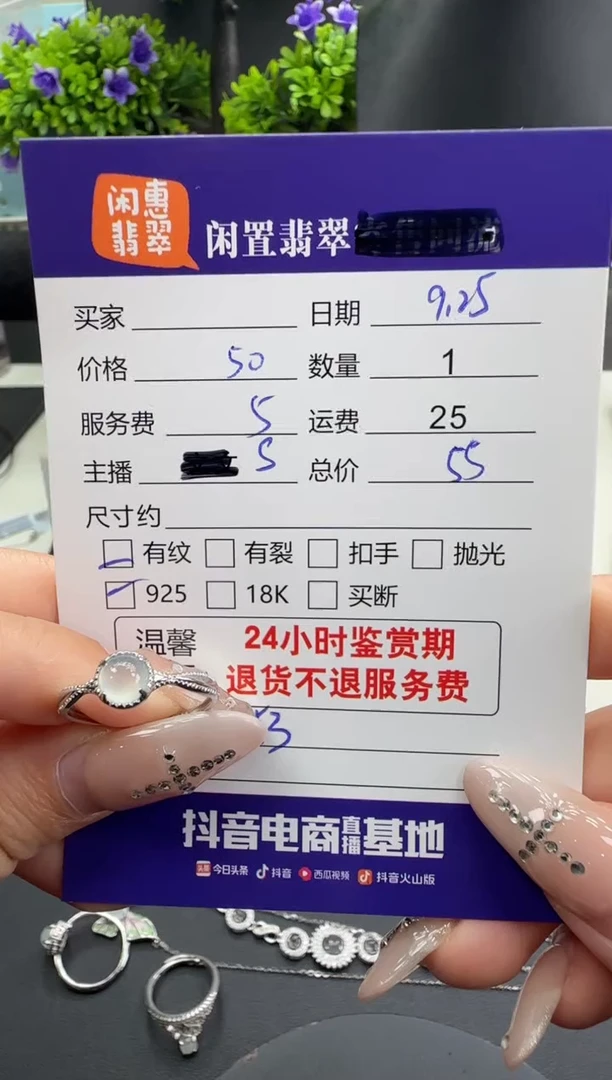 闲惠
翡翠
闲置翡翠
买家 日期 9.25
价格 50 数量 1
服务费 5 运费 25
主播 5 总价 55
尺寸约
有纹 有裂 扣手 抛光
925 18K 买断
温馨
24小时鉴赏期
退货不退服务费
3
抖音电商直播基地
头条 今日头条 抖音 西瓜视频 抖音火山版